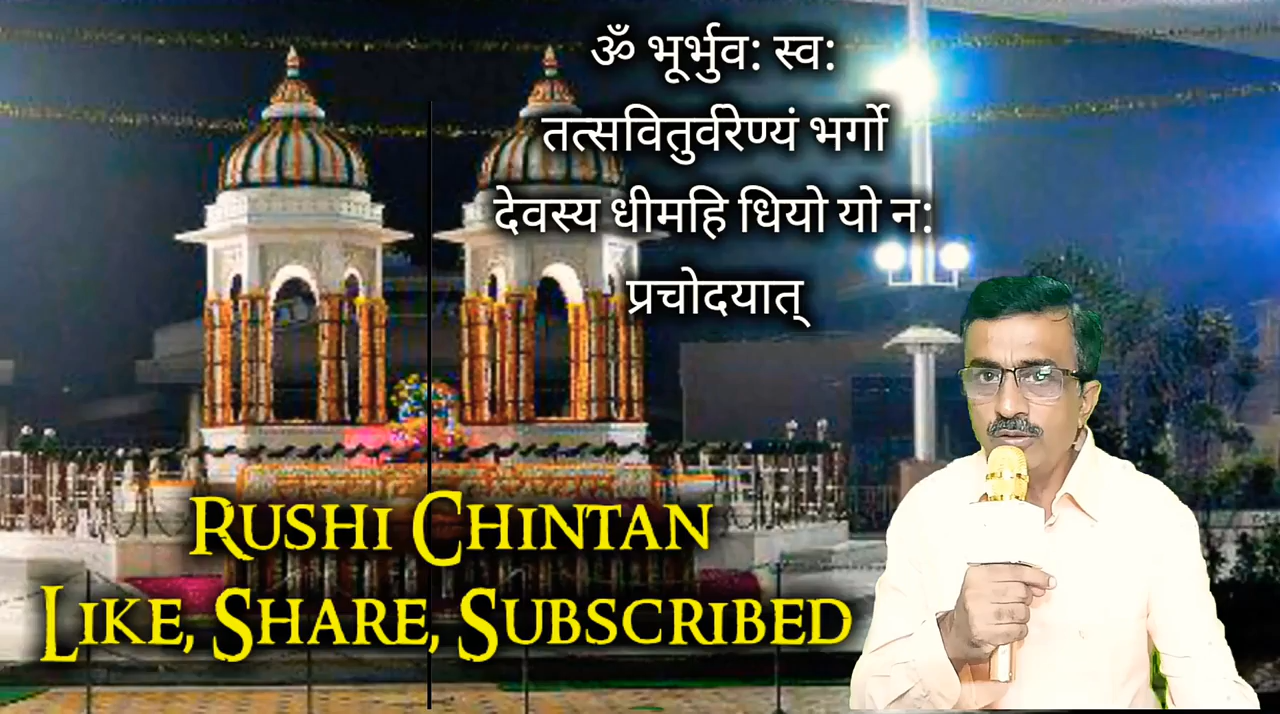 ॐ भूर्भुव: स्व:
तत्सवितुर्वरेण्यं भर्गो
देवस्य धीमहि धियो यो न:
प्रचोदयात्
Rushi Chintan
Like, Share, Subscribed